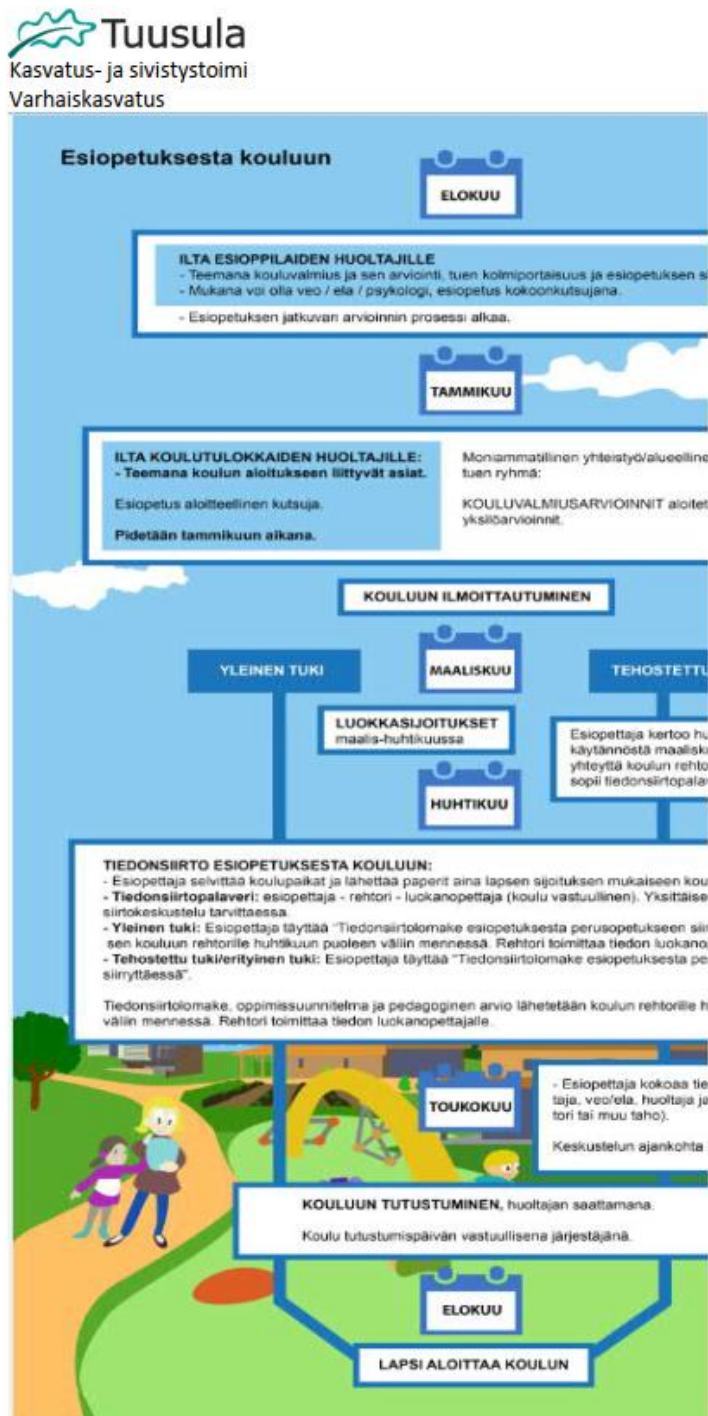 Tuusula
Kasvatus- ja sivistystoimi
Varhaiskasvatus
Esiopetuksesta kouluun
ELOKUU
ILTA ESIOPPILAIDEN HUOLTAJILLE
- Teemana kouluvalmius ja sen arviointi, tuen kolmiportaisuus ja esiopetuksen
- Mukana voi olla veo / ela / psykologi, esiopetus kokoonkutsujana.
- Esiopetuksen jatkuvan arvioinnin prosessi alkaa.
TAMMIKUU
ILTA KOULUTULOKKAIDEN HUOLTAJILLE:
- Teemana koulun aloitukseen liittyvät asiat.
Esiopetus aloitteellinen kutsuja.
Pidetään tammikuun aikana.
Moniammatillinen yhteistyö/alueelline
tuen ryhmä:
KOULUVALMIUSARVIOINNIT aloitet
yksilöarvioinnit.
KOULUUN ILMOITTAUTUMINEN
YLEINEN TUKI
MAALISKUU
TEHOSTETTU
LUOKKASIJOITUKSET
maalis-huhtikuussa
Esiopettaja kertoo hu
käytännöstä maalisk
yhteyttä koulun rehto
sopii tiedonsiirtopala
HUHTIKUU
TIEDONSIIRTO ESIOPETUKSESTA KOULUUN:
- Esiopettaja selvittää koulupaikat ja lähettää paperit aina lapsen sijoituksen mukaiseen kou
- Tiedonsiirtopalaveri: esiopettaja - rehtori - luokanopettaja (koulu vastuullinen). Yksittäise
siirtokeskustelu tarvittaessa.
- Yleinen tuki: Esiopettaja täyttää "Tiedonsiirtolomake esiopetuksesta perusopetukseen siir
sen kouluun rehtorille huhtikuun puoleen väliin mennessä. Rehtori toimittaa tiedon luokanop
- Tehostettu tuki/erityinen tuki: Esiopettaja täyttää "Tiedonsiirtolomake esiopetuksesta pe
siirryttäessä".
Tiedonsiirtolomake, oppimissuunnitelma ja pedagoginen arvio lähetetään koulun rehtorille h
väliin mennessä. Rehtori toimittaa tiedon luokanopettajalle.
TOUKOKUU
- Esiopettaja kokoaa tie
taja, veo/ela, huoltaja ja
tori tai muu taho).
Keskustelun ajankohta
KOULUUN TUTUSTUMINEN, huoltajan saattamana.
Koulu tutustumispäivän vastuullisena järjestäjänä.
ELOKUU
LAPSI ALOITTAA KOULUN